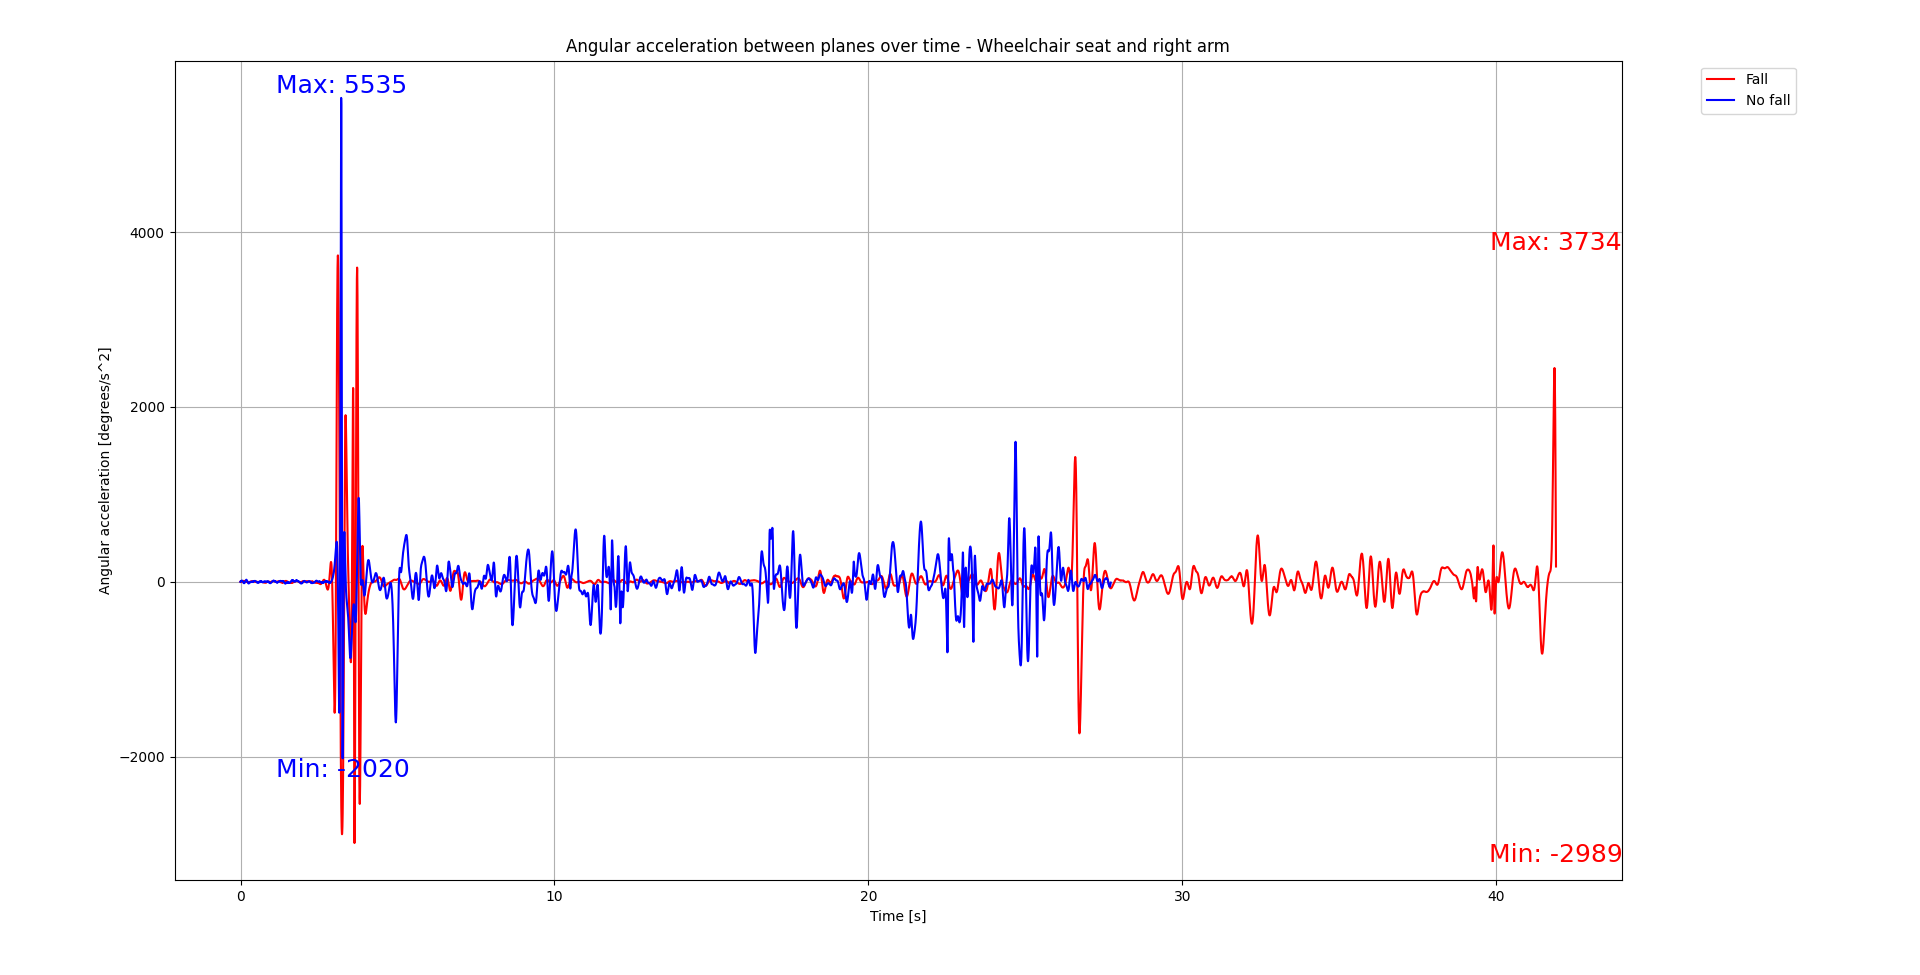 Angular acceleration between planes over time - Wheelchair seat and right arm
Max: 5535
Fall
No fall
4000
Max: 3734
2000
Angular acceleration [degrees/s^2]
0
−2000
Min: -2020
Min: -2989
0 10 20 30 40
Time [s]